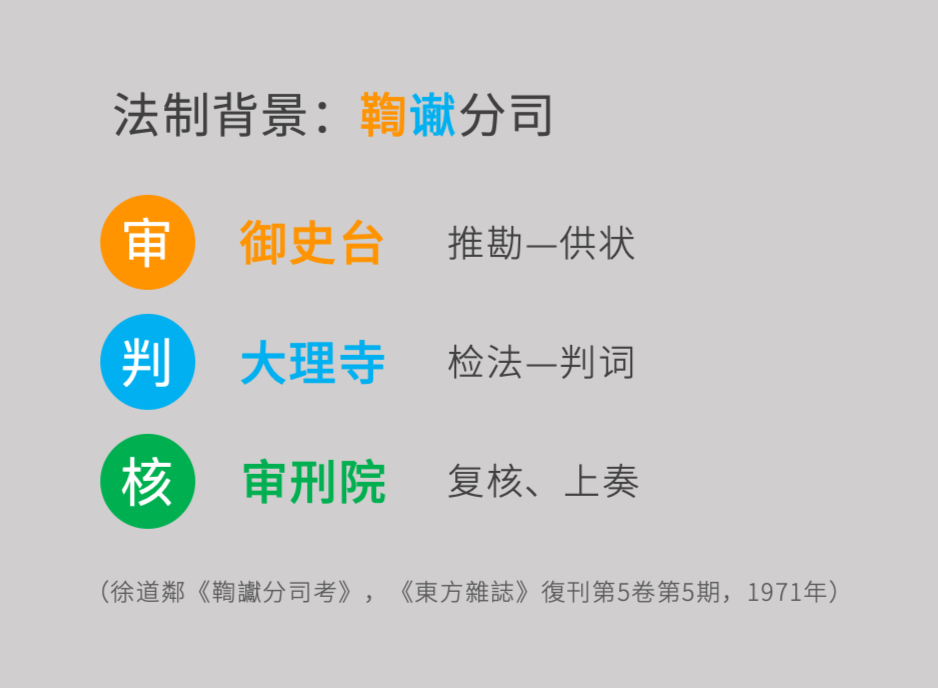 法制背景：鞫谳分司
审 御史台 推勘—供状
判 大理寺 检法—判词
核 审刑院 复核、上奏
（徐道鄰《鞫讞分司考》，《東方雜誌》復刊第5卷第5期，1971年）